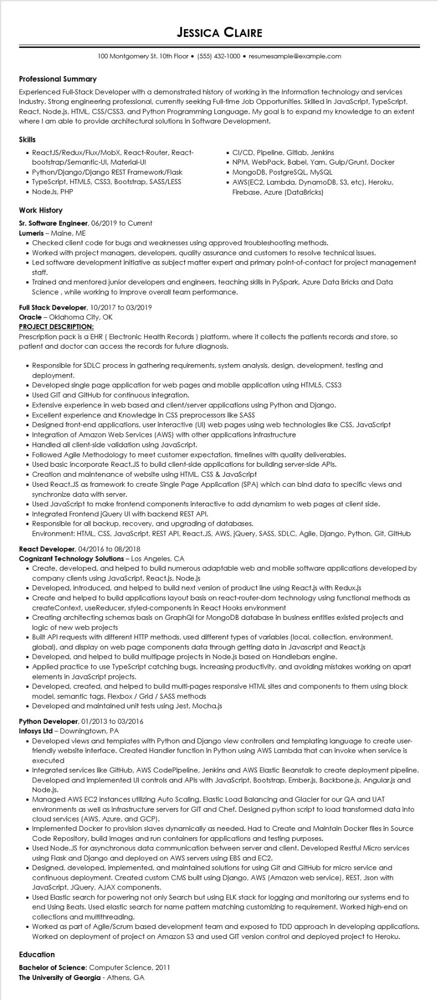 JESSICA CLAIRE
100 Montgomery St. 10th Floor • (555) 432-1000 • resumesample@example.com
Professional Summary
Experienced Full-Stack Developer with a demonstrated history of working in the Information technology and services
Industry. Strong engineering professional, currently seeking Full-time Job Opportunities. Skilled in JavaScript, TypeScript,
React, Node.js, HTML, CSS/CSS3, and Python Programming Language. My goal is to expand my knowledge to an extent
where I am able to provide architectural solutions in Software Development.
Skills
• ReactJS/Redux/Flux/MobX, React-Router, React-
bootstrap/Semantic-UI, Material-UI
• Python/Django/Django REST Framework/Flask
• TypeScript, HTML5, CSS3, Bootstrap, SASS/LESS
• NodeJs, PHP
• CI/CD, Pipeline, Gitlab, Jenkins
• NPM, WebPack, Babel, Yarn, Gulp/Grunt, Docker
• MongoDB, PostgreSQL, MySQL
• AWS(EC2, Lambda, DynamoDB, S3, etc), Heroku,
Firebase, Azure (DataBricks)
Work History
Sr. Software Engineer, 06/2019 to Current
Lumeris – Maine, ME
• Checked client code for bugs and weaknesses using approved troubleshooting methods.
• Worked with project managers, developers, quality assurance and customers to resolve technical issues.
• Led software development initiative as subject matter expert and primary point-of-contact for project management
staff.
• Trained and mentored junior developers and engineers, teaching skills in PySpark, Azure Data Bricks and Data
Science , while working to improve overall team performance.
Full Stack Developer, 10/2017 to 03/2019
Oracle – Oklahoma City, OK
PROJECT DESCRIPTION:
Prescription pack is a EHR ( Electronic Health Records ) platform, where it collects the patients records and store, so
patient and doctor can access the records for future diagnosis.
• Responsible for SDLC process in gathering requirements, system analysis, design, development, testing and
deployment.
• Developed single page application for web pages and mobile application using HTML5, CSS3
• Used GIT and GitHub for continuous integration.
• Extensive experience in web based and client/server applications using Python and Django.
• Excellent experience and Knowledge in CSS preprocessors like SASS
• Designed front-end applications, user interactive (UI) web pages using web technologies like CSS, JavaScript
• Integration of Amazon Web Services (AWS) with other applications infrastructure
• Handled all client-side validation using JavaScript.
• Followed Agile Methodology to meet customer expectation, timelines with quality deliverables.
• Used basic incorporate React.JS to build client-side applications for building server-side APIs.
• Creation and maintenance of website using HTML, CSS & JavaScript
• Used React.JS as framework to create Single Page Application (SPA) which can bind data to specific views and
synchronize data with server.
• Used JavaScript to make frontend components interactive to add dynamism to web pages at client side.
• Integrated Frontend jQuery UI with backend REST API.
• Responsible for all backup, recovery, and upgrading of databases.
Environment: HTML, CSS, JavaScript, REST API, React.JS, AWS, jQuery, SASS, SDLC, Agile, Django, Python, Git, GitHub
React Developer, 04/2016 to 08/2018
Cognizant Technology Solutions – Los Angeles, CA
• Create, developed, and helped to build numerous adaptable web and mobile software applications developed by
company clients using JavaScript, React.js, Node.js
• Developed, introduced, and helped to build next version of product line using React.js with Redux.js
• Create and helped to build applications layout basis on react-router-dom technology using functional methods as
createContext, useReducer, styled-components in React Hooks environment
• Creating architecting schemas basis on GraphQl for MongoDB database in business entities existed projects and
logic of new web projects
• Built API requests with different HTTP methods, used different types of variables (local, collection, environment,
global), and display on web page components data through getting data in Javascript and React.js
• Developed, and helped to build multipage projects in Node.js based on Handlebars engine.
• Applied practice to use TypeScript catching bugs, increasing productivity, and avoiding mistakes working on apart
elements in JavaScript projects.
• Developed, created, and helped to build multi-pages responsive HTML sites and components to them using block
model, semantic tags, Flexbox / Grid / SASS methods
• Developed and maintained unit tests using Jest, Mocha.js
Python Developer, 01/2013 to 03/2016
Infosys Ltd – Downingtown, PA
• Developed views and templates with Python and Django view controllers and templating language to create user-
friendly website interface. Created Handler function in Python using AWS Lambda that can invoke when service is
executed
• Integrated services like GitHub, AWS CodePipeline, Jenkins and AWS Elastic Beanstalk to create deployment pipeline.
Developed and implemented UI controls and APIs with JavaScript, Bootstrap, Ember.js, Backbone.js, Angular.js and
Node.js.
• Managed AWS EC2 instances utilizing Auto Scaling, Elastic Load Balancing and Glacier for our QA and UAT
environments as well as infrastructure servers for GIT and Chef. Designed python script to load transformed data into
cloud services (AWS, Azure, and GCP).
• Implemented Docker to provision slaves dynamically as needed. Had to Create and Maintain Docker files in Source
Code Repository, build images and run containers for applications and testing purposes.
• Used Node.JS for asynchronous data communication between server and client. Developed Restful Micro services
using Flask and Django and deployed on AWS servers using EBS and EC2.
• Designed, developed, implemented, and maintained solutions for using Git and GitHub for micro service and
continuous deployment. Created custom CMS built using Django, AWS (Amazon web service), REST, Json with
JavaScript, JQuery, AJAX components.
• Used Elastic search for powering not only Search but using ELK stack for logging and monitoring our systems end to
end Using Beats. Used elastic search for name pattern matching customizing to requirement. Worked high-end on
collections and multithreading.
• Worked as part of Agile/Scrum based development team and exposed to TDD approach in developing applications.
Worked on deployment of project on Amazon S3 and used GIT version control and deployed project to Heroku.
Education
Bachelor of Science: Computer Science, 2011
The University of Georgia - Athens, GA